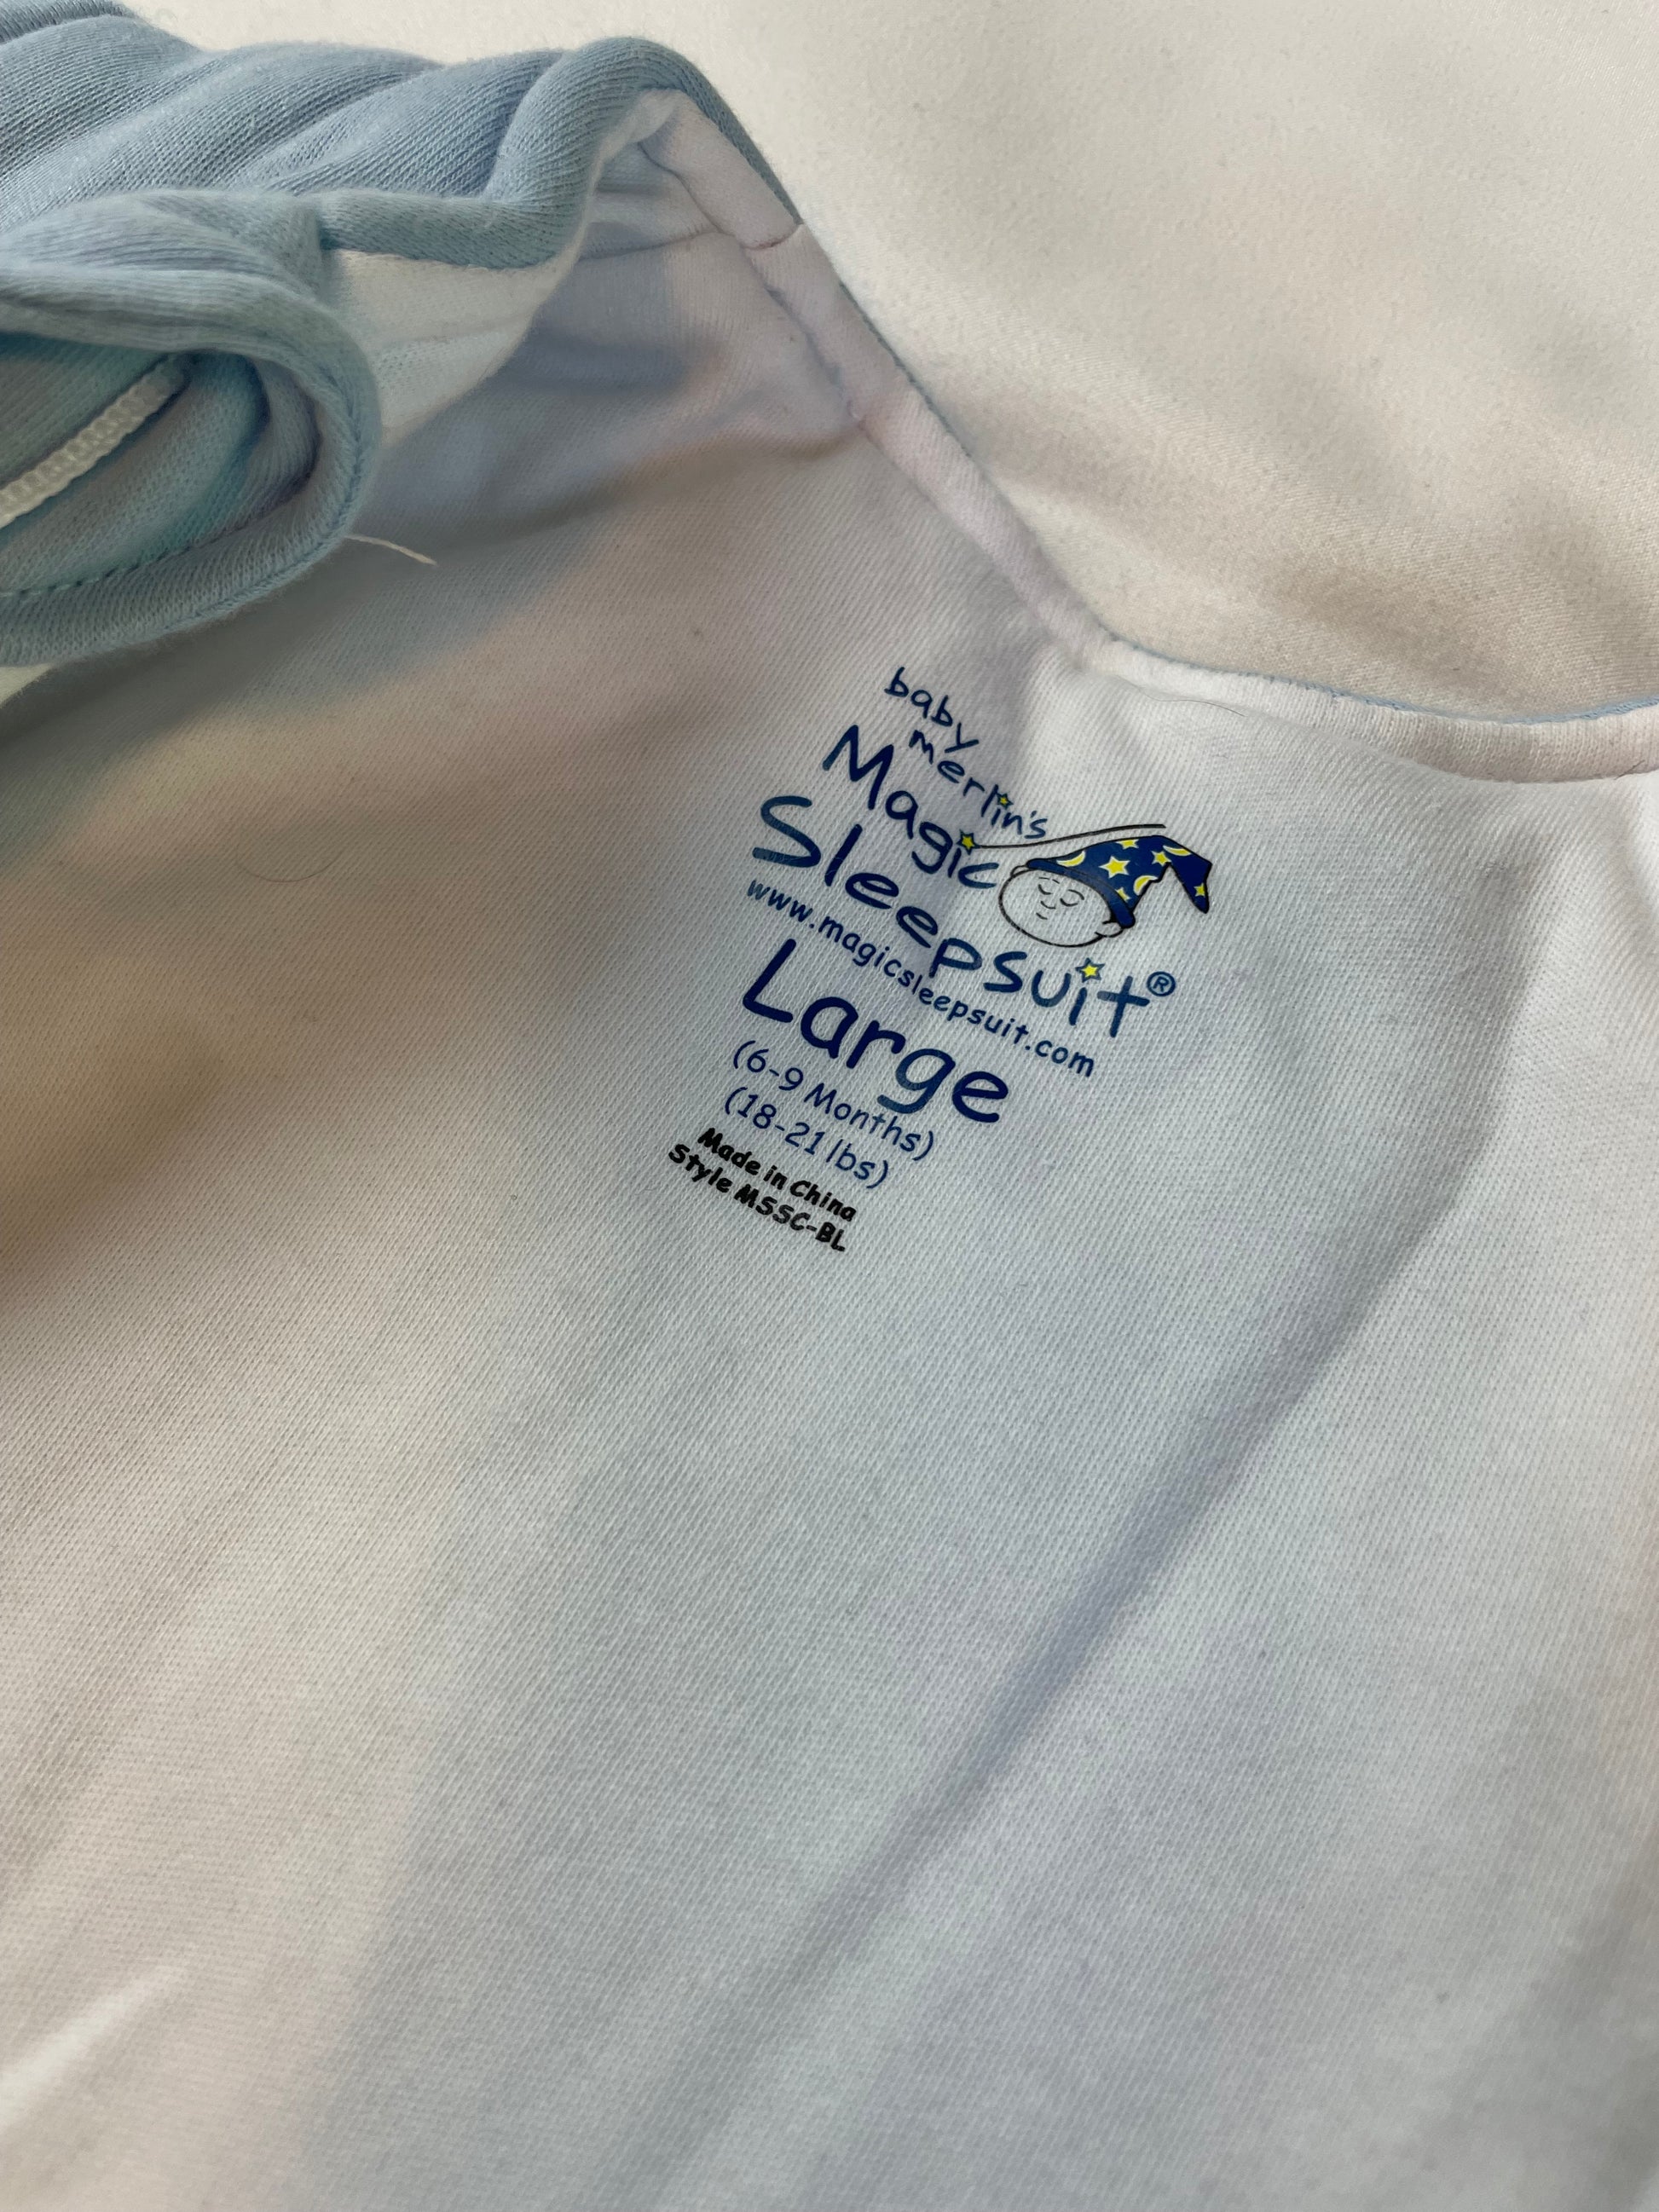 baby
merlin's
Magic
Sleepsuit®
www.magicsleepsuit.com
Large
(6-9 Months)
(18-21 lbs)
Made in China
Style MSSC-BL